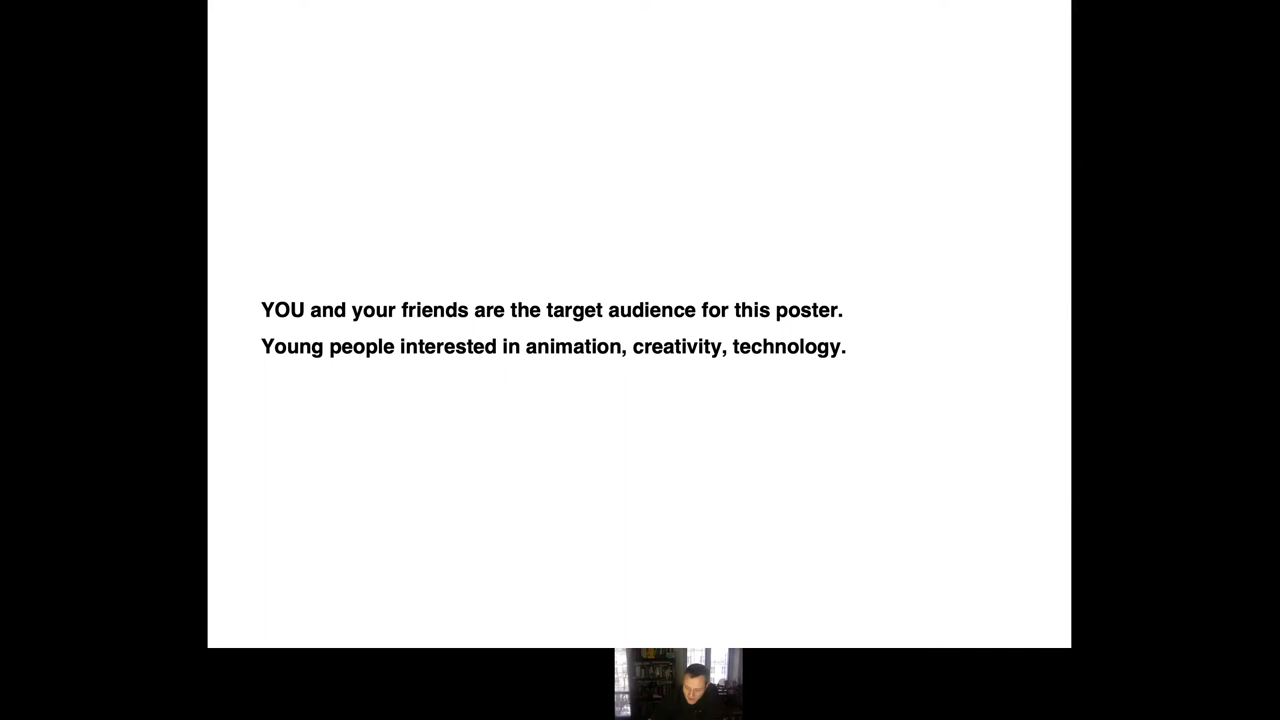 YOU and your friends are the target audience for this poster.
Young people interested in animation, creativity, technology.